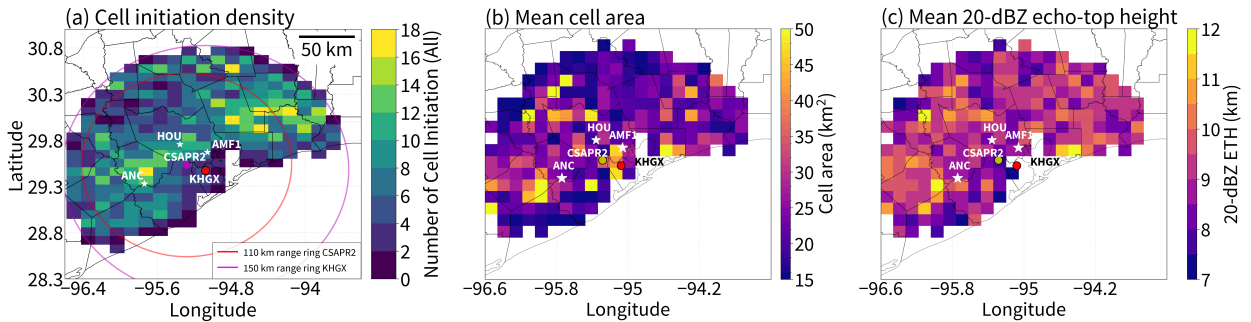 (a) Cell initiation density
30.8
30.3
29.8
29.3
28.8
28.3
Latitude
−96.4
−95.6
−94.8
−94
Longitude
50 km
HOU
AMF1
CSAPR2
ANC
KHGX
110 km range ring CSAPR2
150 km range ring KHGX
18
16
14
12
10
8
6
4
2
0
Number of Cell Initiation (All)
(b) Mean cell area
HOU
AMF1
CSAPR2
KHGX
ANC
−96.6
−95.8
−95
−94.2
Longitude
50
45
40
35
30
25
20
15
Cell area (km²)
(c) Mean 20-dBZ echo-top height
HOU
AMF1
CSAPR2
KHGX
ANC
−96.6
−95.8
−95
−94.2
Longitude
12
11
10
9
8
7
20-dBZ ETH (km)